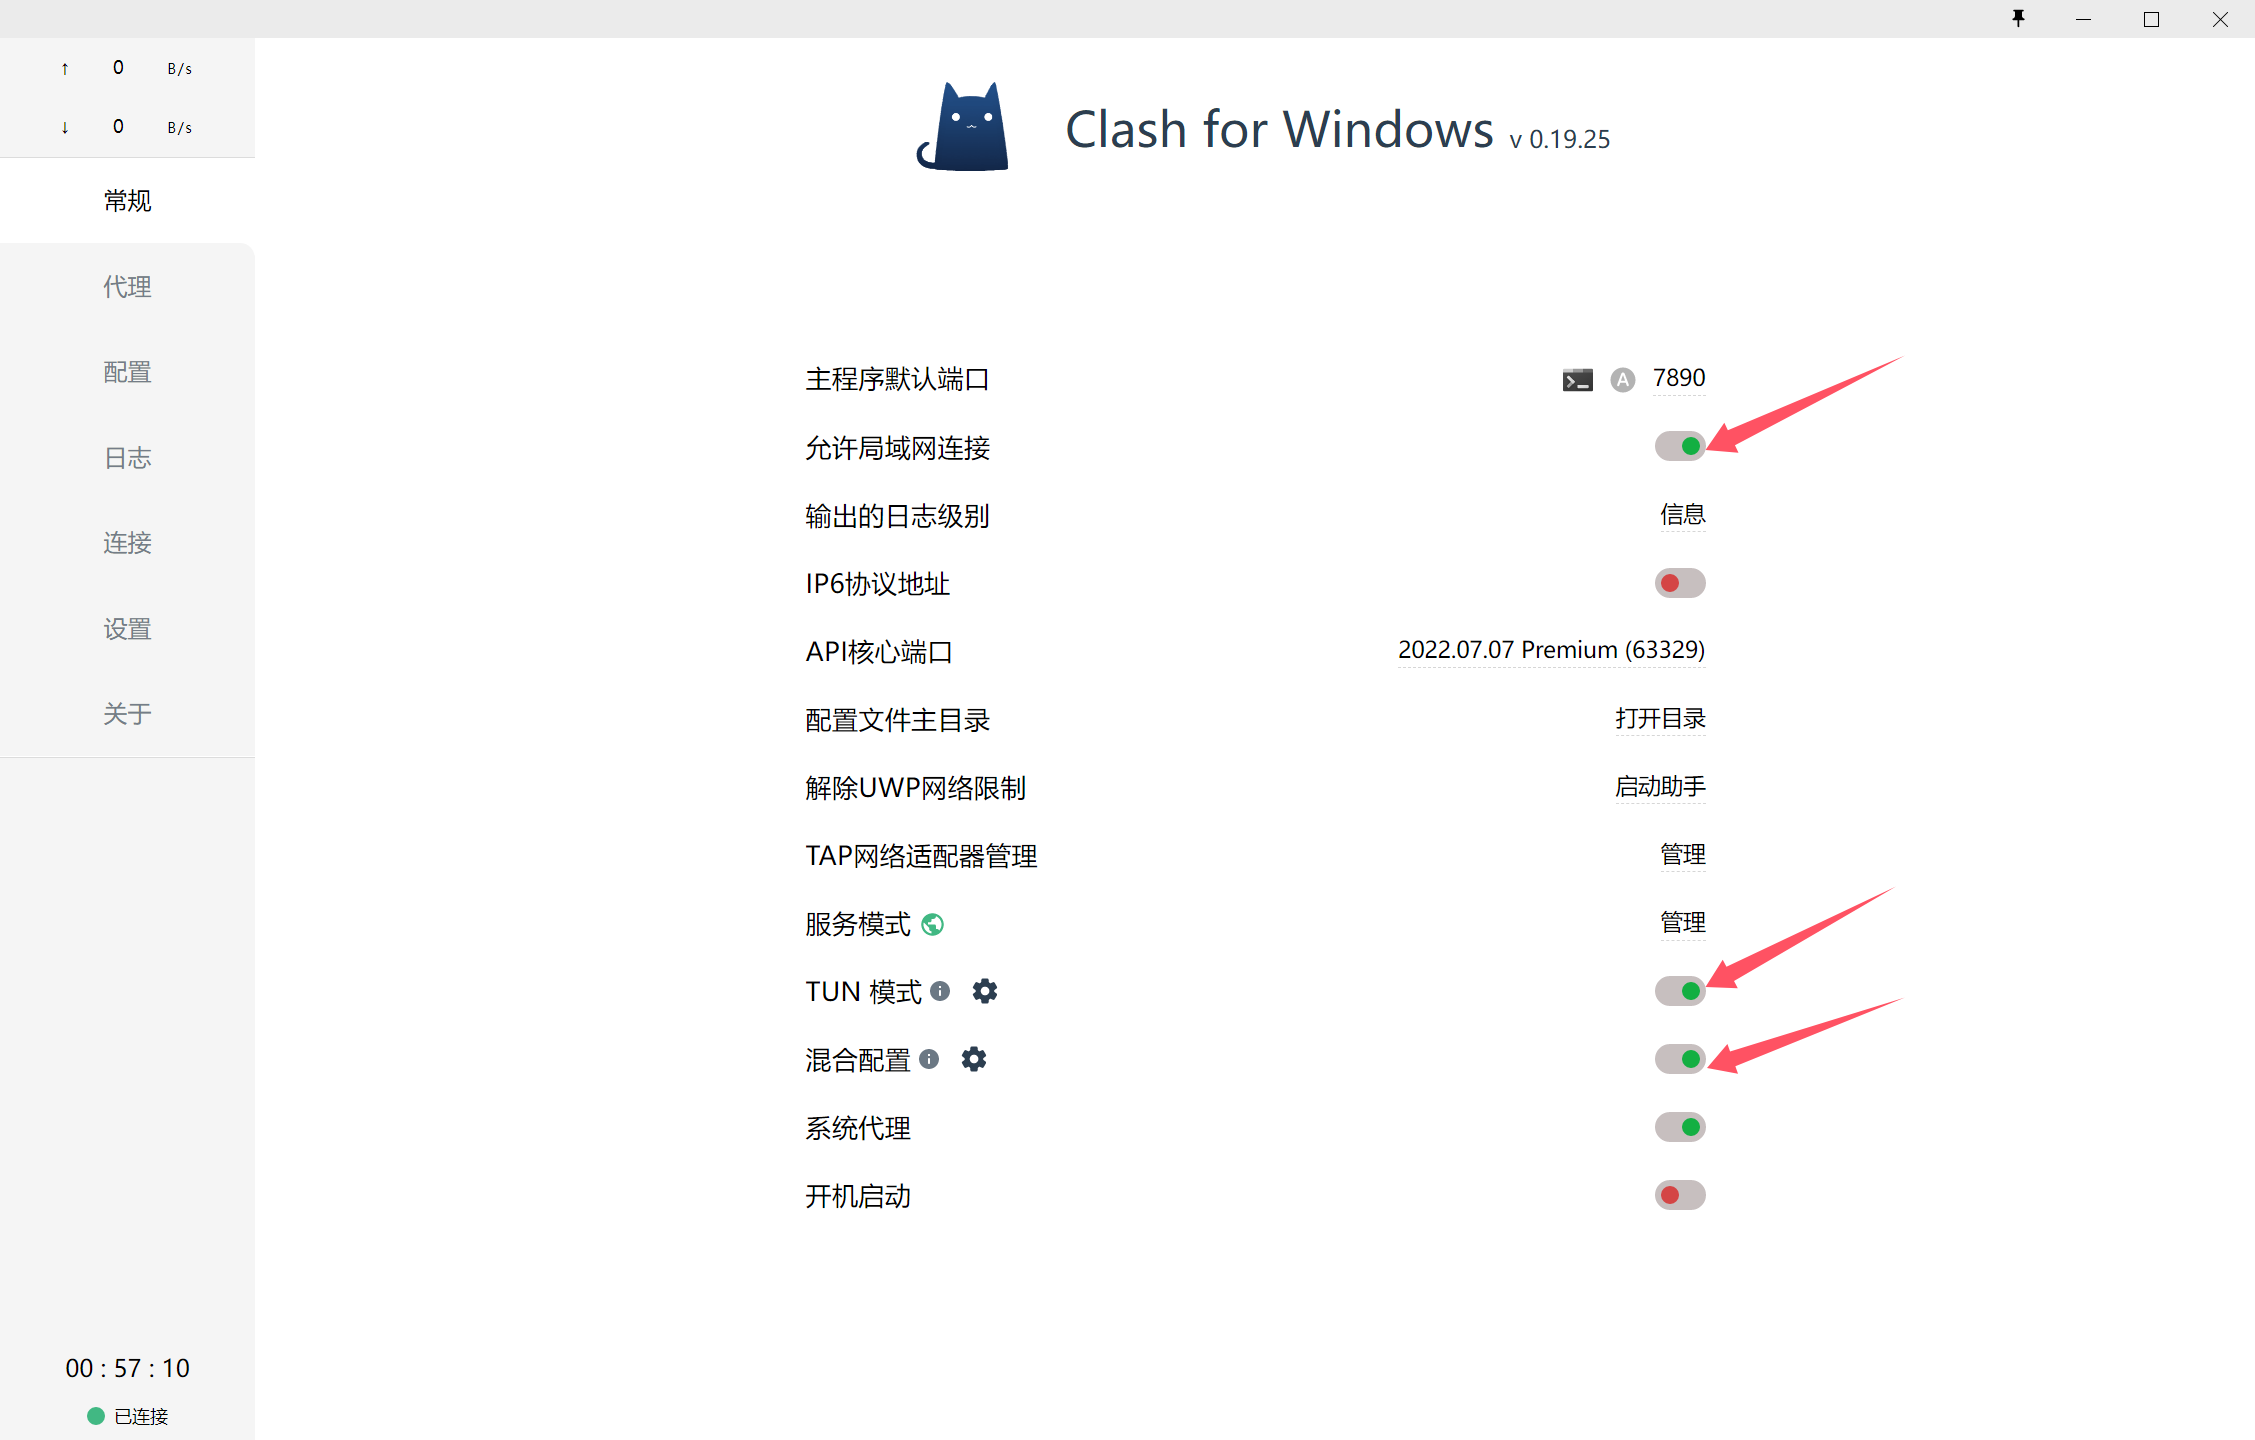 ↑ 0 B/s
↓ 0 B/s
常规
代理
配置
日志
连接
设置
关于
00 : 57 : 10
已连接
Clash for Windows v 0.19.25
主程序默认端口 A 7890
允许局域网连接
输出的日志级别 信息
IP6协议地址
API核心端口 2022.07.07 Premium (63329)
配置文件主目录 打开目录
解除UWP网络限制 启动助手
TAP网络适配器管理 管理
服务模式 管理
TUN 模式
混合配置
系统代理
开机启动